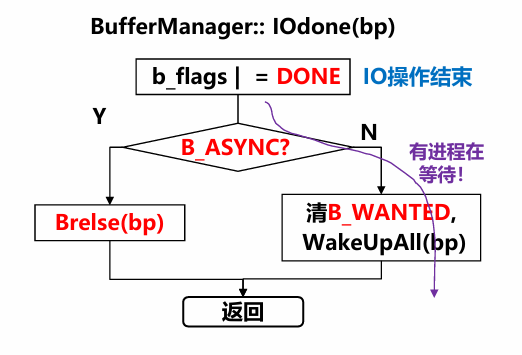 BufferManager:: IOdone(bp)
b_flags | = DONE
IO操作结束
Y
N
B_ASYNC?
有进程在
等待！
Brelse(bp)
清B_WANTED,
WakeUpAll(bp)
返回